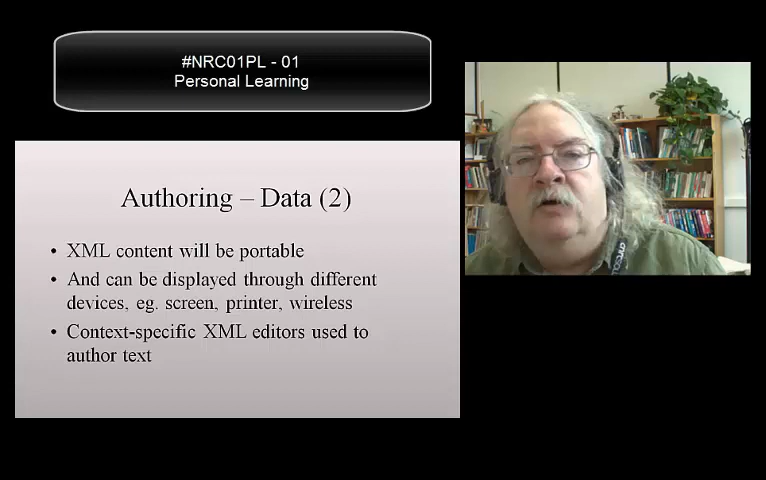 #NRC01PL - 01
Personal Learning
Authoring – Data (2)
• XML content will be portable
• And can be displayed through different
devices, eg. screen, printer, wireless
• Context-specific XML editors used to
author text